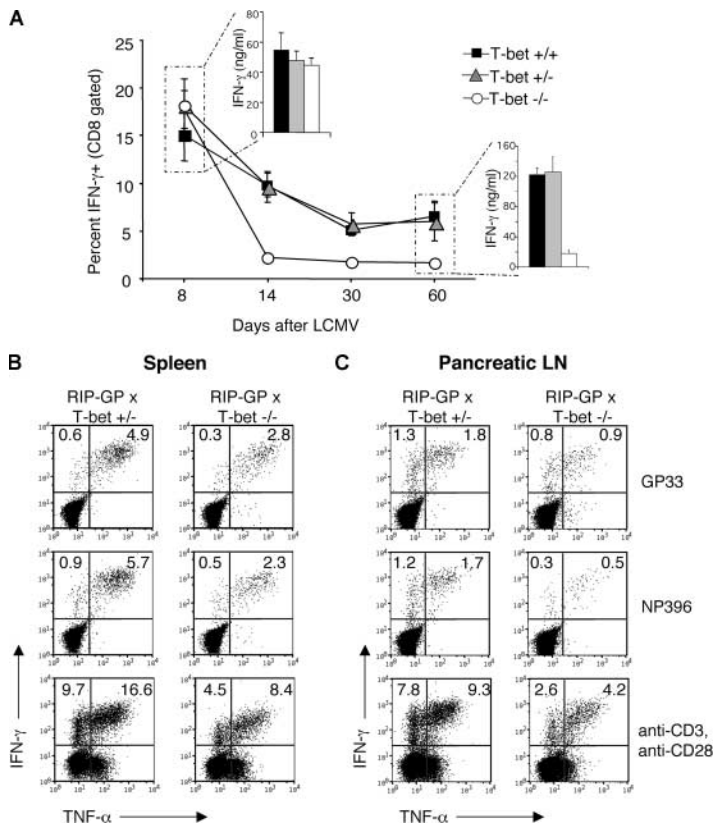 A
Percent IFN-γ+ (CD8 gated)
25
20
15
10
5
0
8
14
30
60
Days after LCMV
IFN-γ (ng/ml)
80
60
40
20
0
T-bet +/+
T-bet +/-
T-bet -/-
IFN-γ (ng/ml)
160
120
80
40
0
B
Spleen
C
Pancreatic LN
RIP-GP x
T-bet +/-
RIP-GP x
T-bet -/-
RIP-GP x
T-bet +/-
RIP-GP x
T-bet -/-
0.6 4.9
0.3 2.8
1.3 1.8
0.8 0.9
GP33
0.9 5.7
0.5 2.3
1.2 1.7
0.3 0.5
NP396
9.7 16.6
4.5 8.4
7.8 9.3
2.6 4.2
anti-CD3,
anti-CD28
IFN-γ
TNF-α
IFN-γ
TNF-α